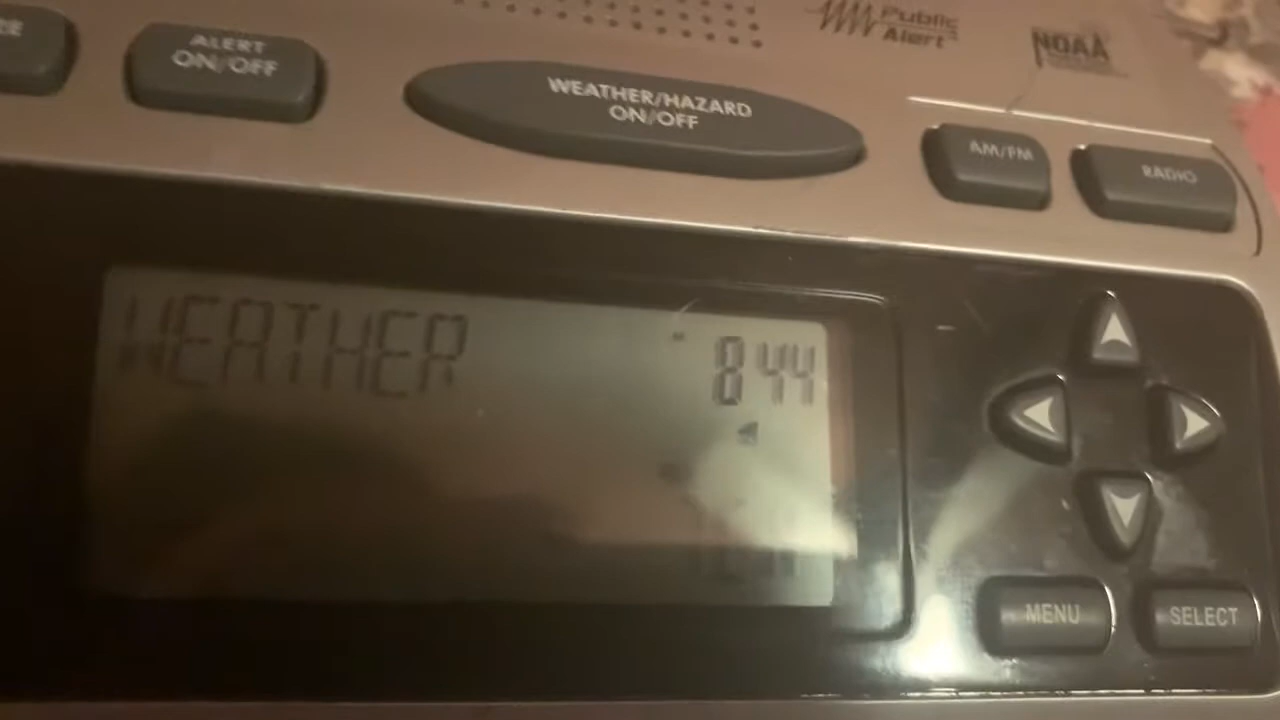 ALERT
ON/OFF
WEATHER/HAZARD
ON/OFF
Public
Alert
NOAA
AM/FM
RADIO
WEATHER
844
MENU
SELECT